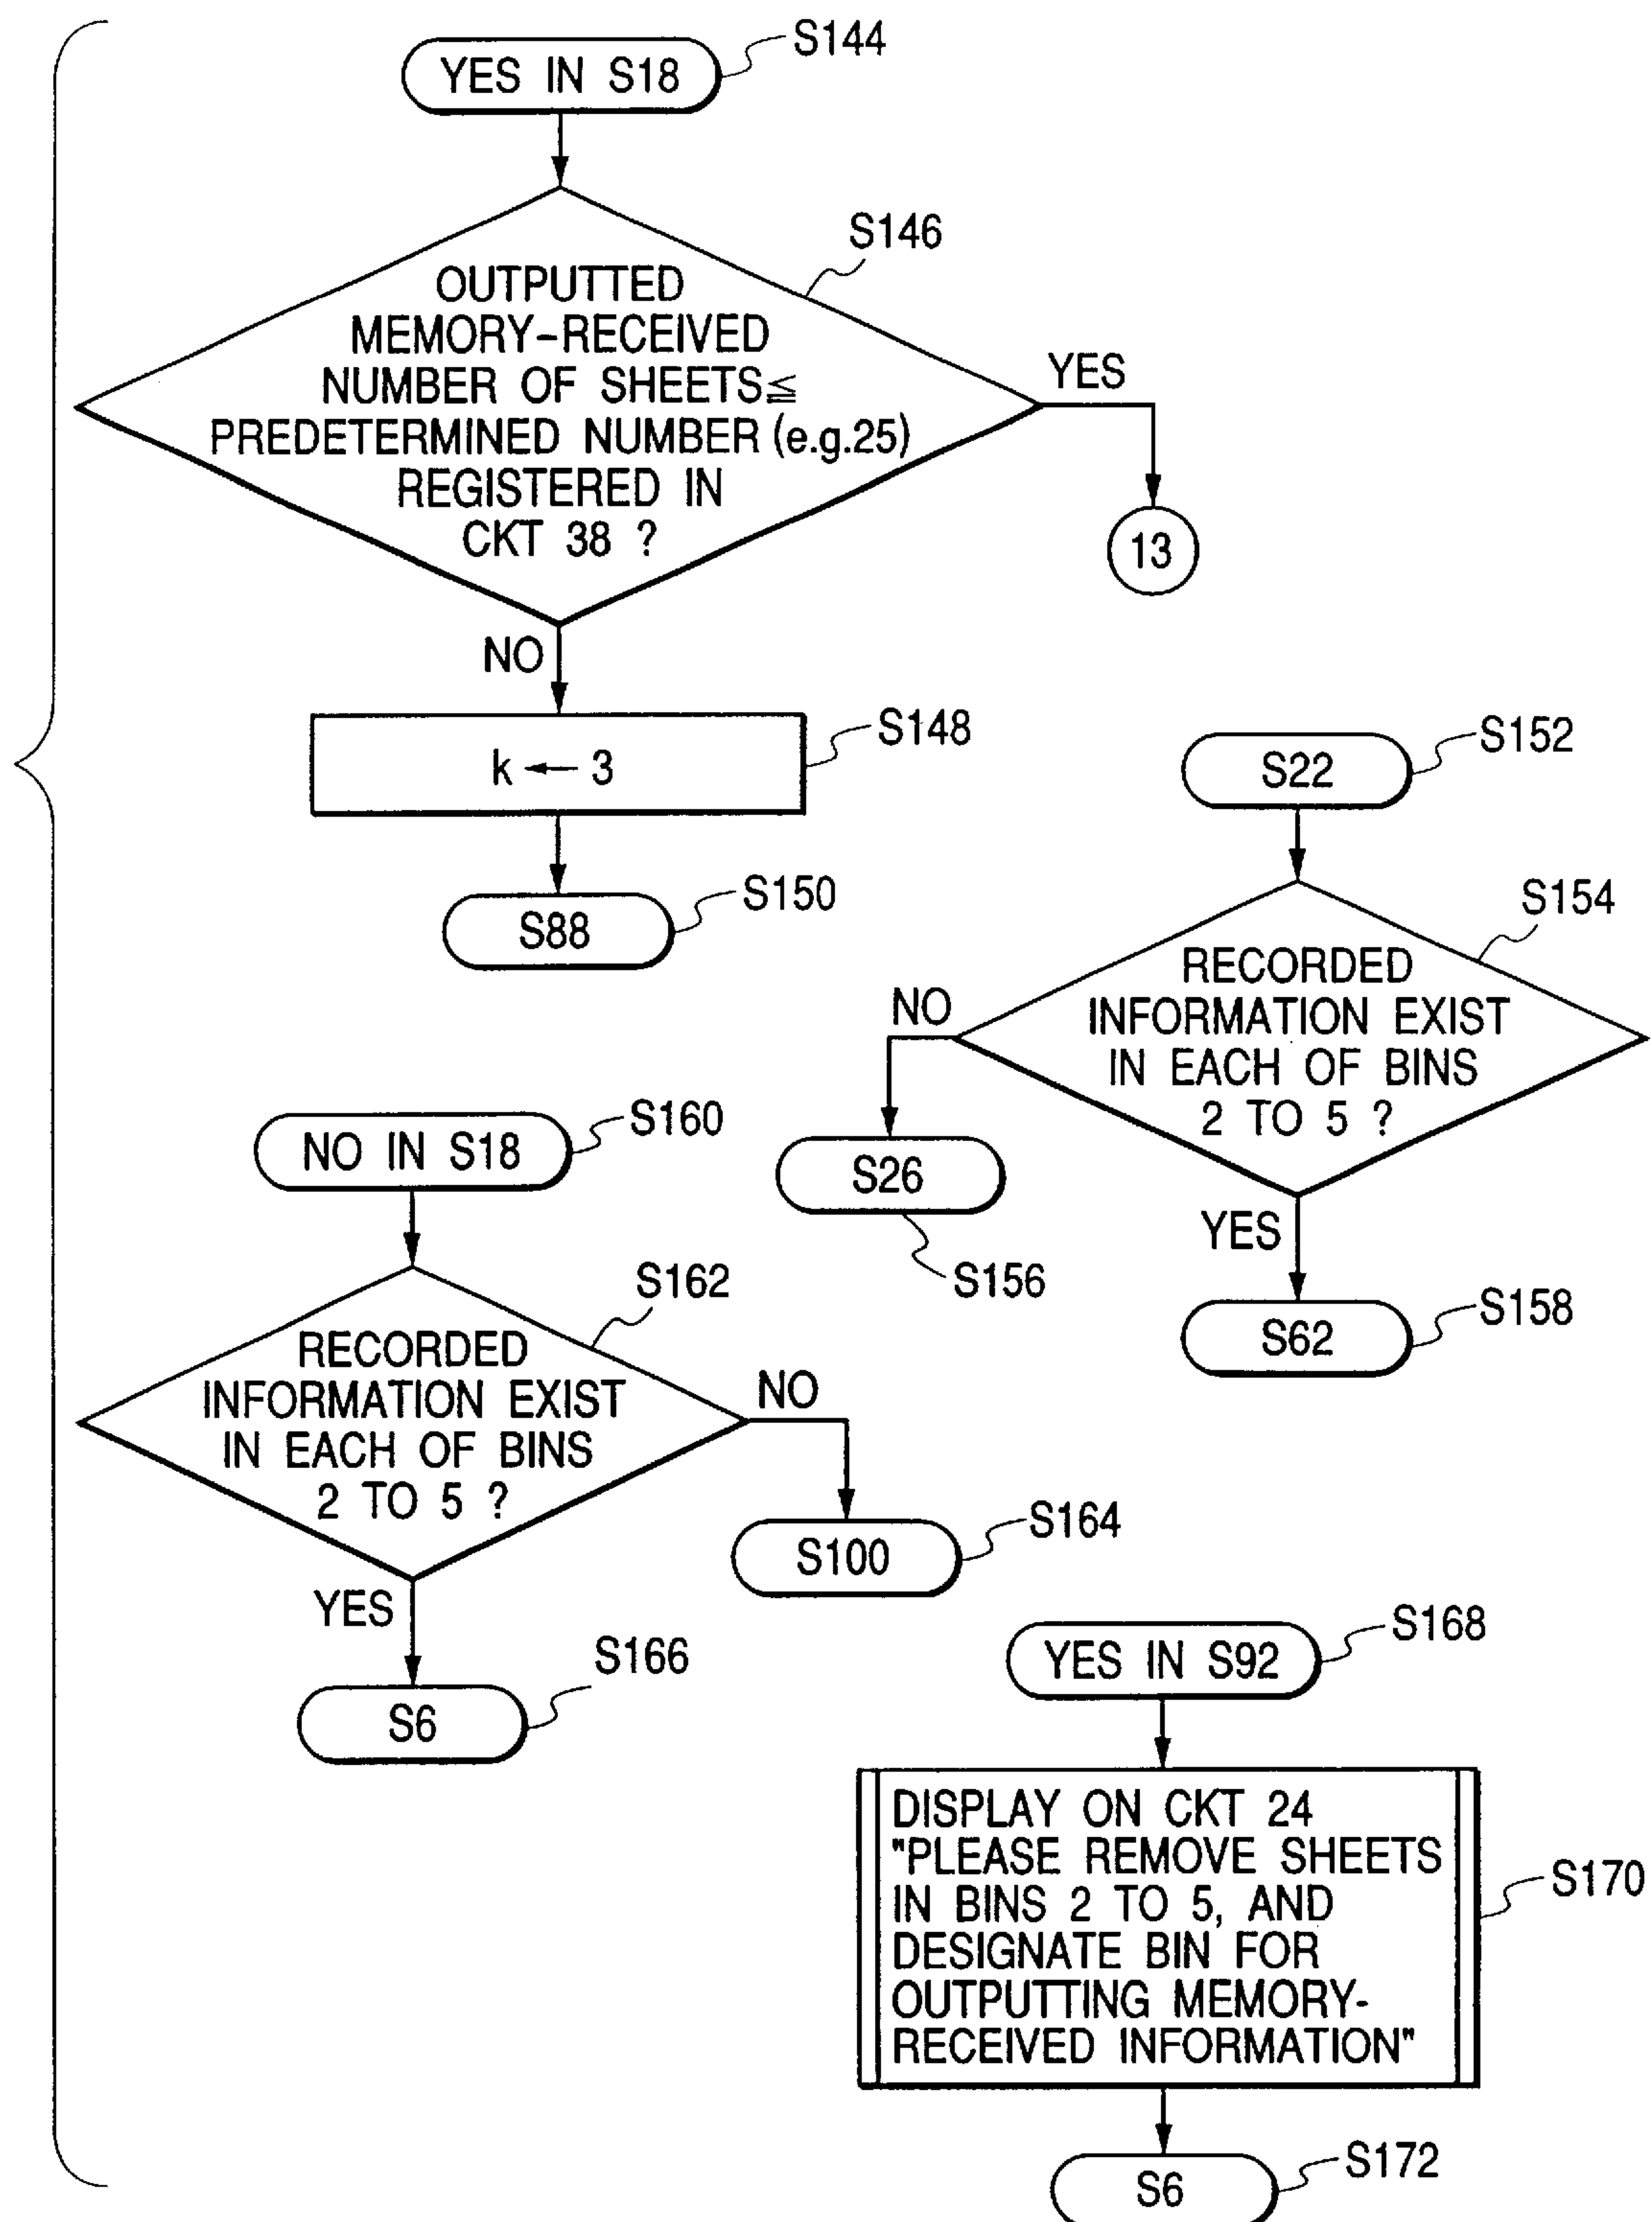 S144
YES IN S18
S146
OUTPUTTED
MEMORY-RECEIVED
NUMBER OF SHEETS≦
PREDETERMINED NUMBER (e.g.25)
REGISTERED IN
CKT 38 ?
YES
13
NO
S148
k ← 3
S150
S88
S152
S22
S154
RECORDED
INFORMATION EXIST
IN EACH OF BINS
2 TO 5 ?
NO
S26
S156
YES
S158
S62
S160
NO IN S18
S162
RECORDED
INFORMATION EXIST
IN EACH OF BINS
2 TO 5 ?
NO
S164
S100
YES
S166
S6
S168
YES IN S92
DISPLAY ON CKT 24
"PLEASE REMOVE SHEETS
IN BINS 2 TO 5, AND
DESIGNATE BIN FOR
OUTPUTTING MEMORY-
RECEIVED INFORMATION"
S170
S172
S6